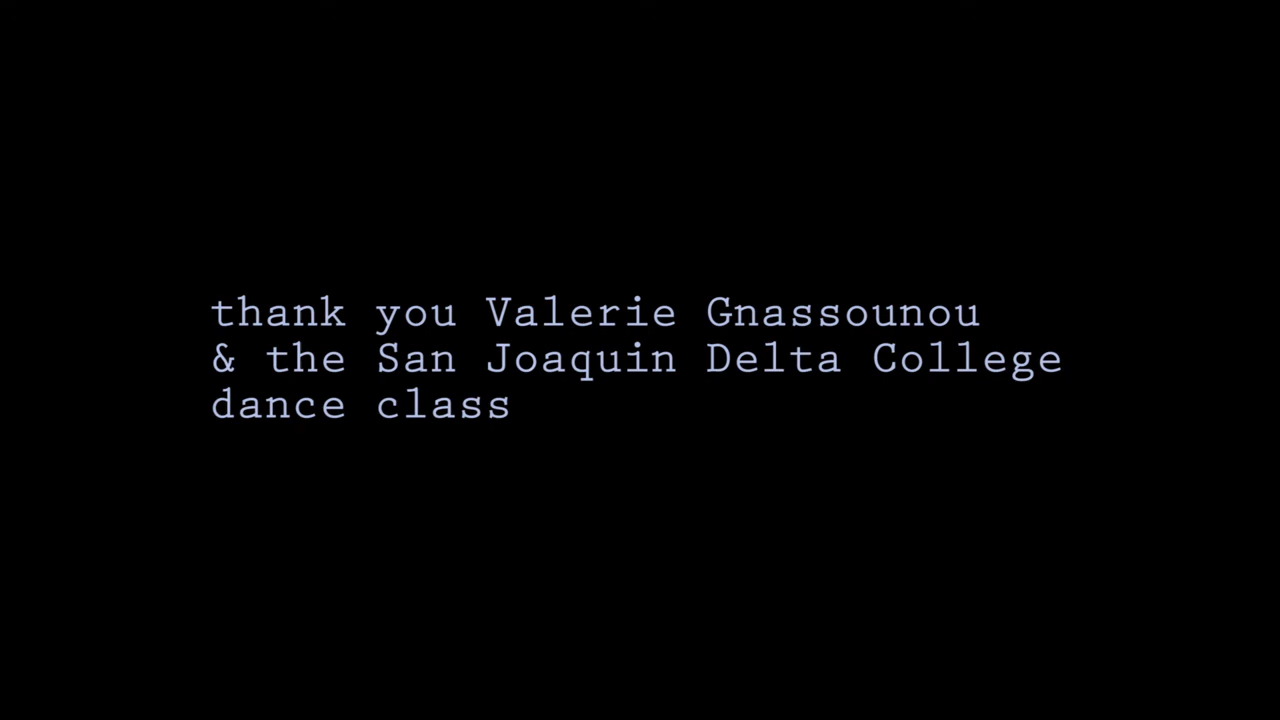 thank you Valerie Gnassounou
& the San Joaquin Delta College
dance class